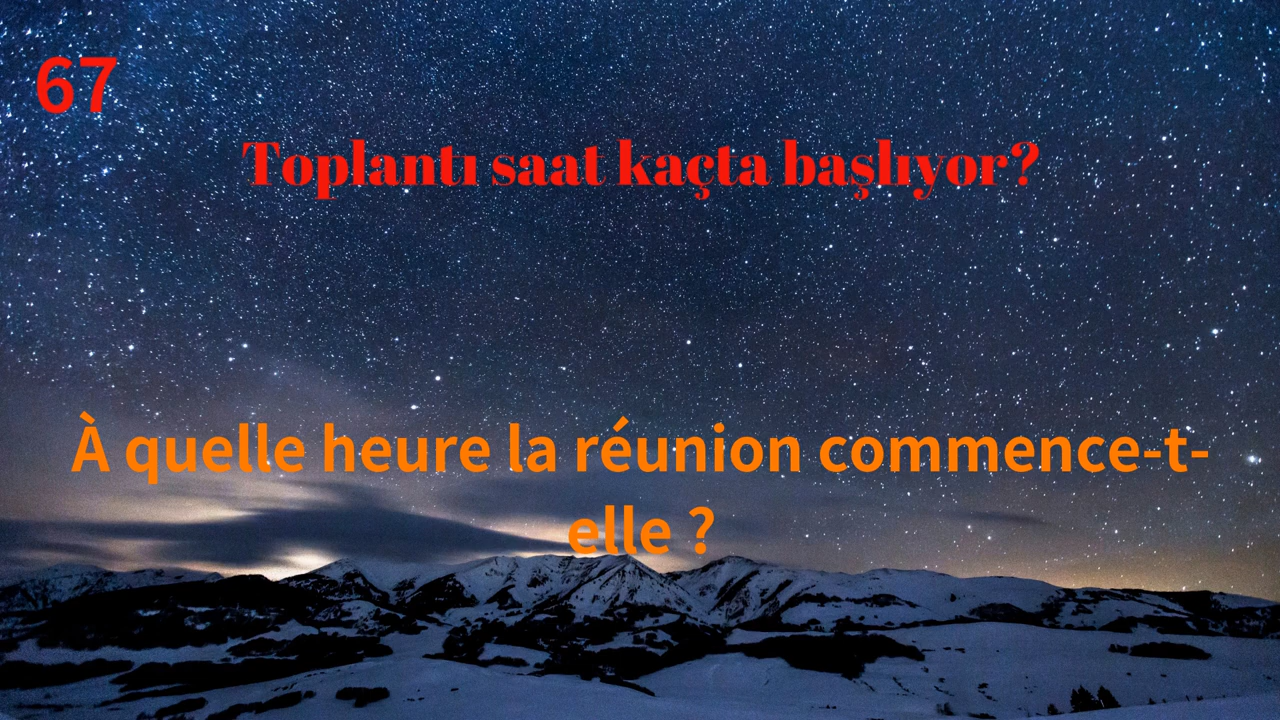 67
Toplantı saat kaçta başlıyor?
À quelle heure la réunion commence-t-
elle ?